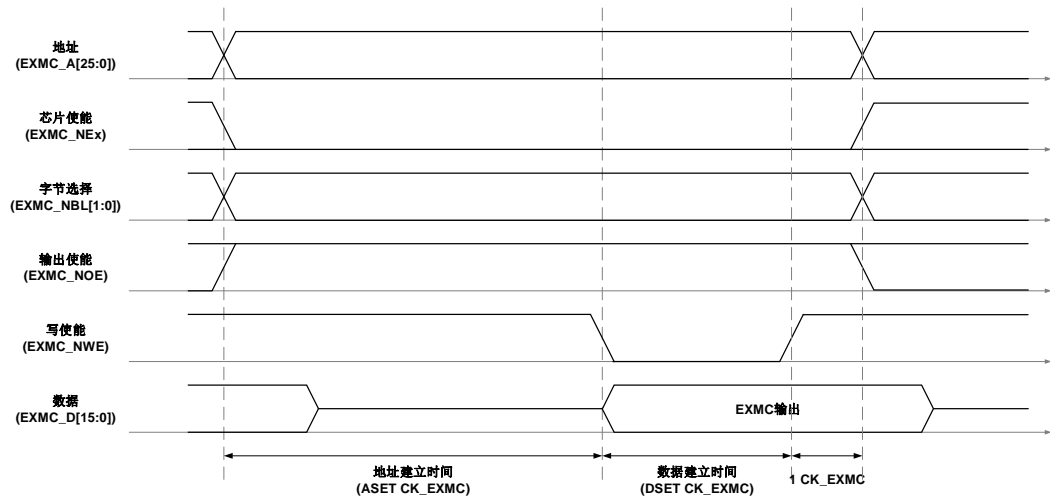 地址
(EXMC_A[25:0])
芯片使能
(EXMC_NEx)
字节选择
(EXMC_NBL[1:0])
输出使能
(EXMC_NOE)
写使能
(EXMC_NWE)
数据
(EXMC_D[15:0])
EXMC输出
地址建立时间
(ASET CK_EXMC)
数据建立时间
(DSET CK_EXMC)
1 CK_EXMC